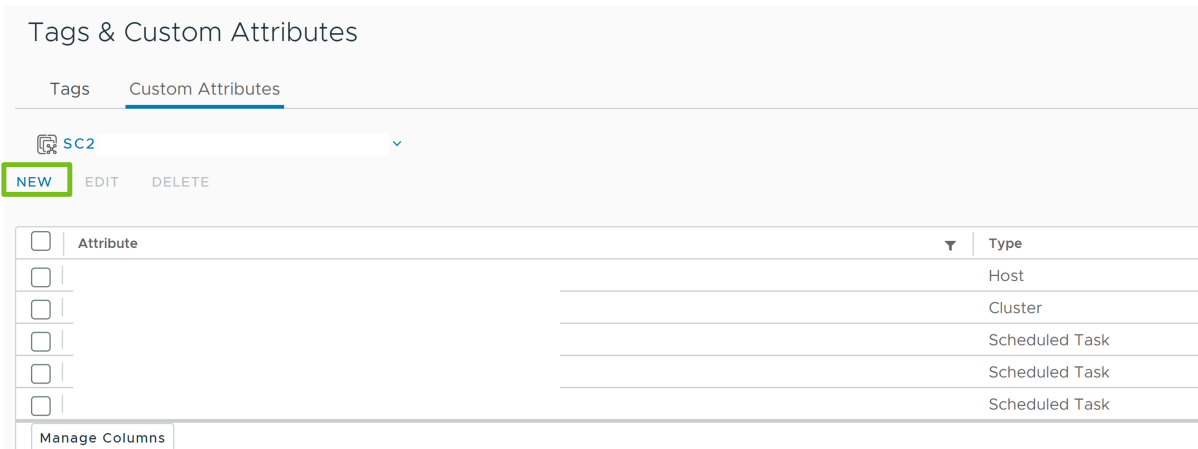 Tags & Custom Attributes
Tags Custom Attributes
SC2
NEW EDIT DELETE
Attribute Type
Host
Cluster
Scheduled Task
Scheduled Task
Scheduled Task
Manage Columns